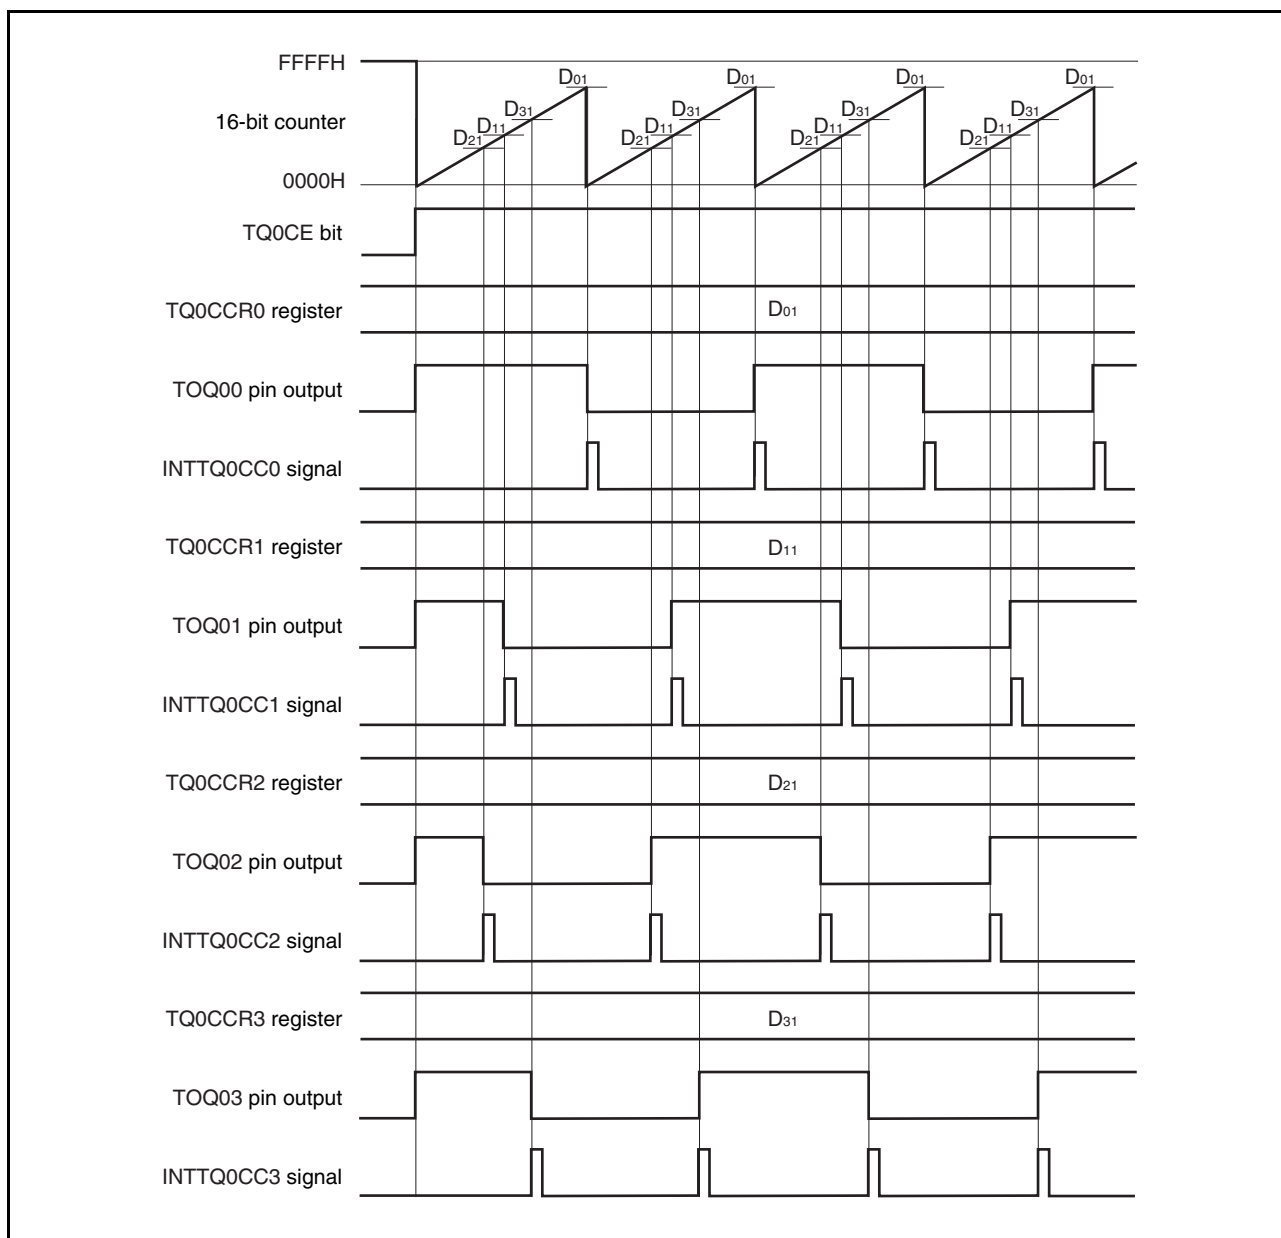 FFFFH
D01 D01 D01 D01
16-bit counter
D31 D31 D31 D31
D11 D11 D11 D11
D21 D21 D21 D21
0000H
TQ0CE bit
TQ0CCR0 register
D01
TOQ00 pin output
INTTQ0CC0 signal
TQ0CCR1 register
D11
TOQ01 pin output
INTTQ0CC1 signal
TQ0CCR2 register
D21
TOQ02 pin output
INTTQ0CC2 signal
TQ0CCR3 register
D31
TOQ03 pin output
INTTQ0CC3 signal